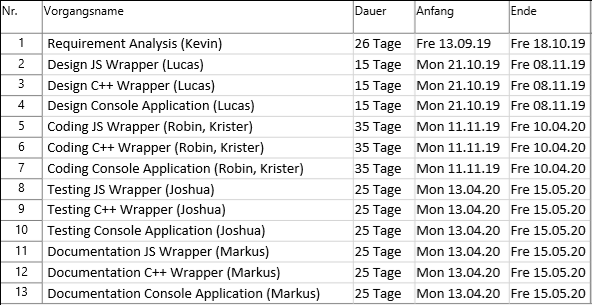 Nr. Vorgangsname Dauer Anfang Ende
1 Requirement Analysis (Kevin) 26 Tage Fre 13.09.19 Fre 18.10.19
2 Design JS Wrapper (Lucas) 15 Tage Mon 21.10.19 Fre 08.11.19
3 Design C++ Wrapper (Lucas) 15 Tage Mon 21.10.19 Fre 08.11.19
4 Design Console Application (Lucas) 15 Tage Mon 21.10.19 Fre 08.11.19
5 Coding JS Wrapper (Robin, Krister) 35 Tage Mon 11.11.19 Fre 10.04.20
6 Coding C++ Wrapper (Robin, Krister) 35 Tage Mon 11.11.19 Fre 10.04.20
7 Coding Console Application (Robin, Krister) 35 Tage Mon 11.11.19 Fre 10.04.20
8 Testing JS Wrapper (Joshua) 25 Tage Mon 13.04.20 Fre 15.05.20
9 Testing C++ Wrapper (Joshua) 25 Tage Mon 13.04.20 Fre 15.05.20
10 Testing Console Application (Joshua) 25 Tage Mon 13.04.20 Fre 15.05.20
11 Documentation JS Wrapper (Markus) 25 Tage Mon 13.04.20 Fre 15.05.20
12 Documentation C++ Wrapper (Markus) 25 Tage Mon 13.04.20 Fre 15.05.20
13 Documentation Console Application (Markus) 25 Tage Mon 13.04.20 Fre 15.05.20